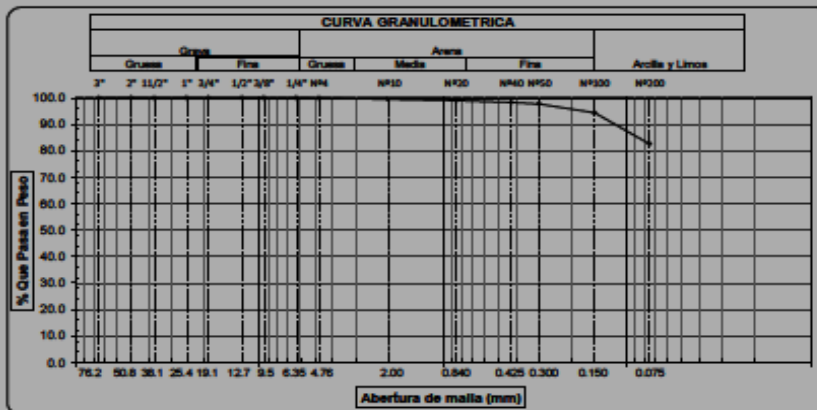 CURVA GRANULOMETRICA
Grava Arena
Gruesa Fina Gruesa Media Fina Arcilla y Limos
3" 2" 11/2" 1" 3/4" 1/2" 3/8" 1/4" Nº4 Nº10 Nº20 Nº40 Nº50 Nº100 Nº200
100.0
90.0
80.0
70.0
60.0
50.0
40.0
30.0
20.0
10.0
0.0
% Que Pasa en Peso
76.2 50.8 38.1 25.4 19.1 12.7 9.5 6.35 4.76 2.00 0.840 0.425 0.300 0.150 0.075
Abertura de malla (mm)